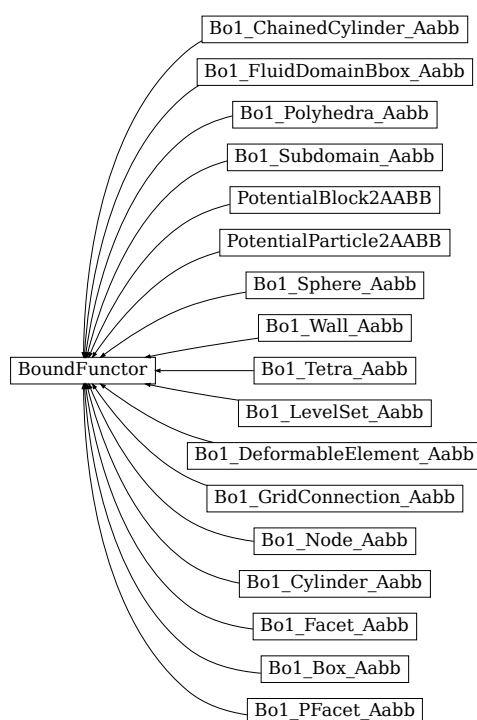 Bo1_ChainedCylinder_Aabb
Bo1_FluidDomainBbox_Aabb
Bo1_Polyhedra_Aabb
Bo1_Subdomain_Aabb
PotentialBlock2AABB
PotentialParticle2AABB
Bo1_Sphere_Aabb
Bo1_Wall_Aabb
BoundFunctor
Bo1_Tetra_Aabb
Bo1_LevelSet_Aabb
Bo1_DeformableElement_Aabb
Bo1_GridConnection_Aabb
Bo1_Node_Aabb
Bo1_Cylinder_Aabb
Bo1_Facet_Aabb
Bo1_Box_Aabb
Bo1_PFacet_Aabb